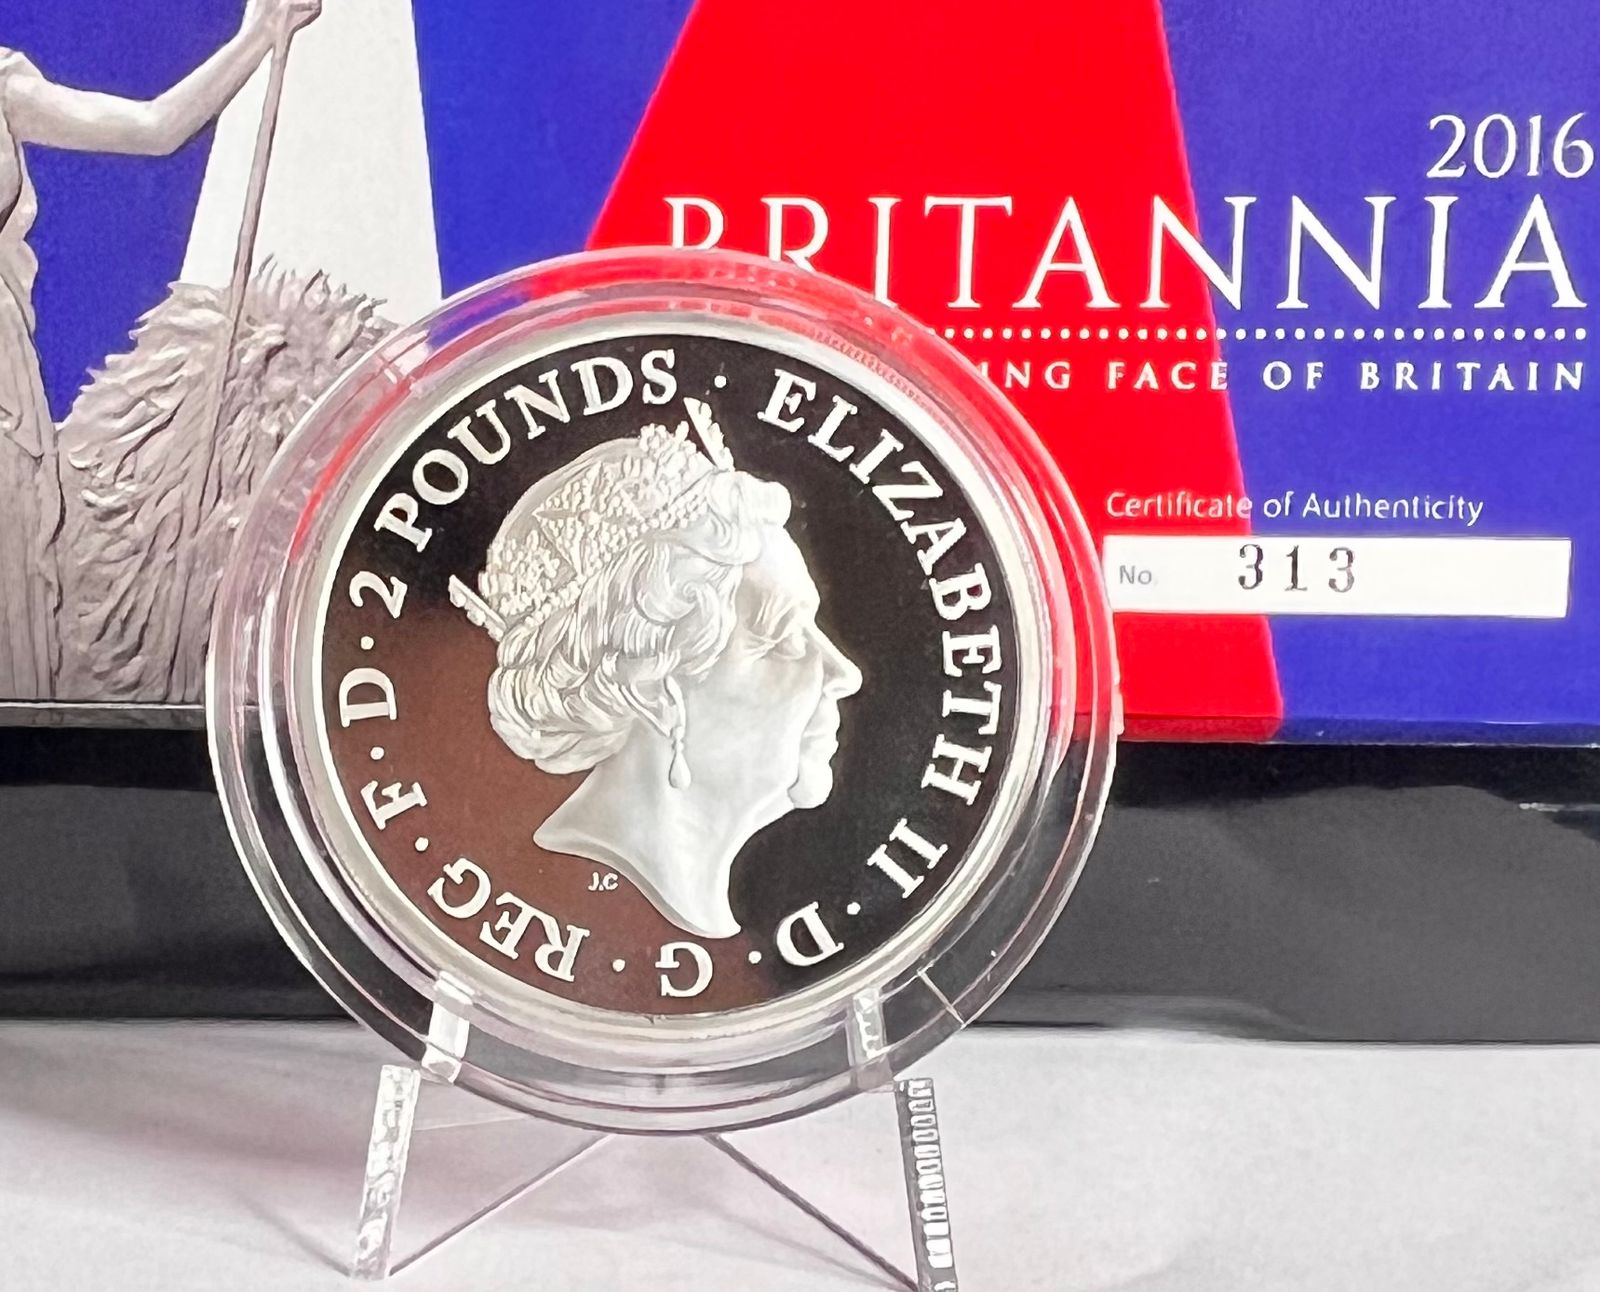 2016
BRITANNIA
ING FACE OF BRITAIN
Certificate of Authenticity
No. 313
ELIZABETH II · D · G · REG · F · D · 2 POUNDS ·
J.C